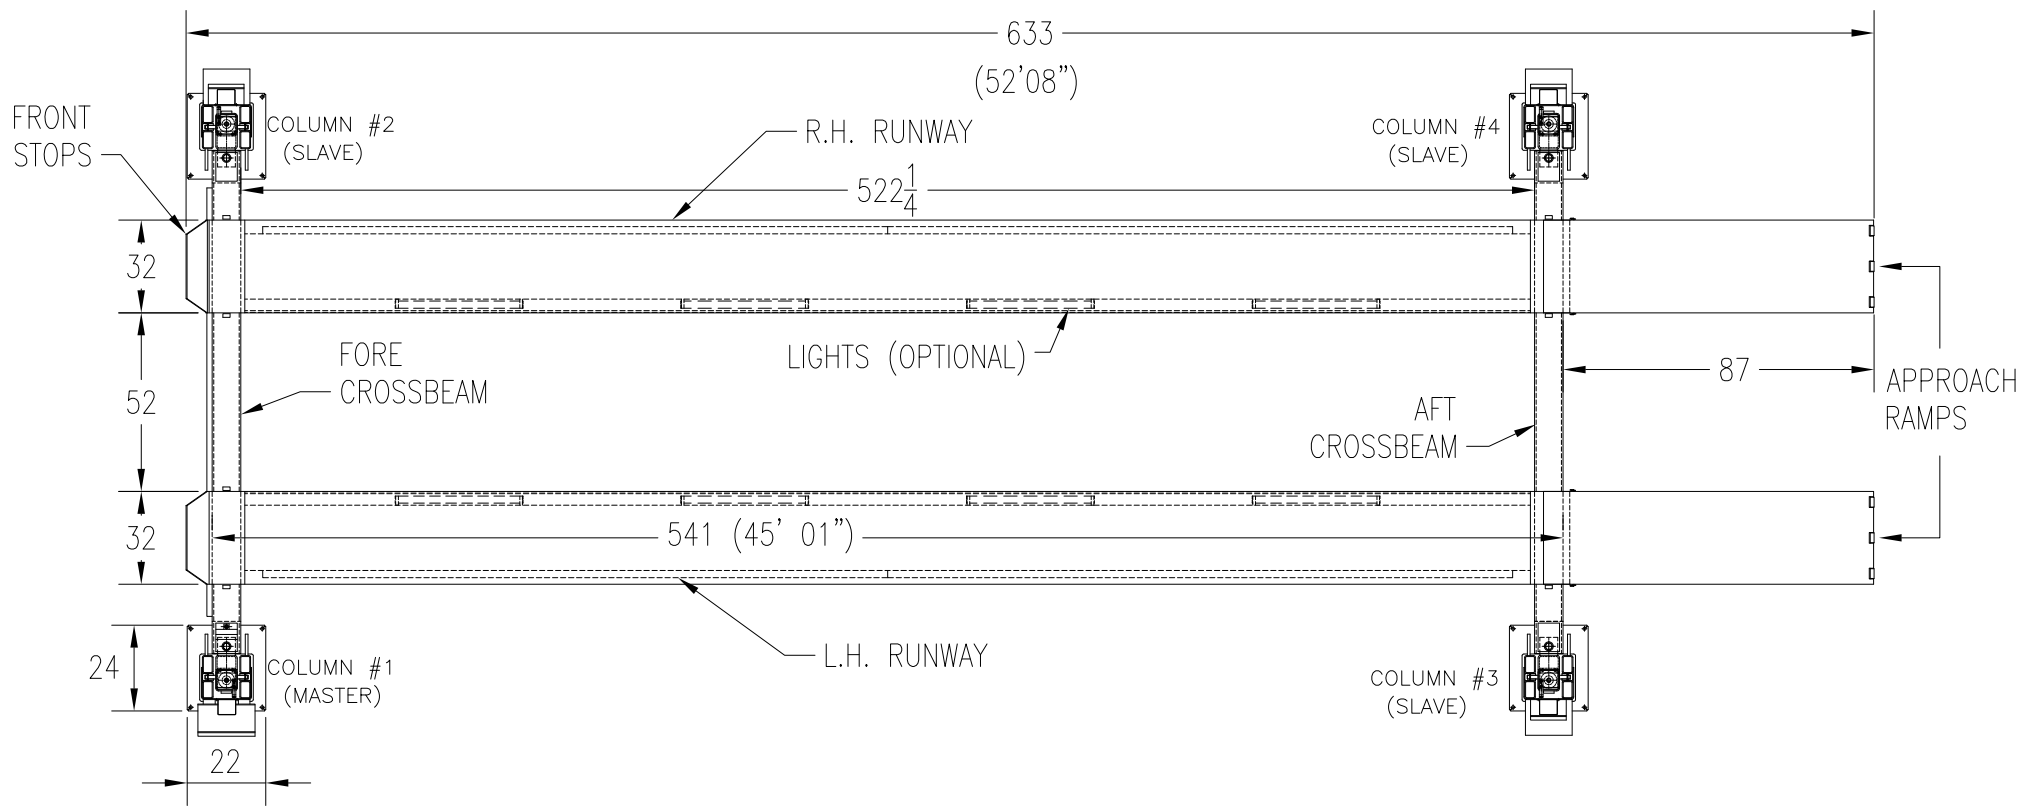 633
(52'08")
FRONT
STOPS
COLUMN #2
(SLAVE)
R.H. RUNWAY
COLUMN #4
(SLAVE)
522 1/4
32
52
32
FORE
CROSSBEAM
LIGHTS (OPTIONAL)
87
APPROACH
RAMPS
AFT
CROSSBEAM
541 (45' 01")
24
COLUMN #1
(MASTER)
L.H. RUNWAY
COLUMN #3
(SLAVE)
22